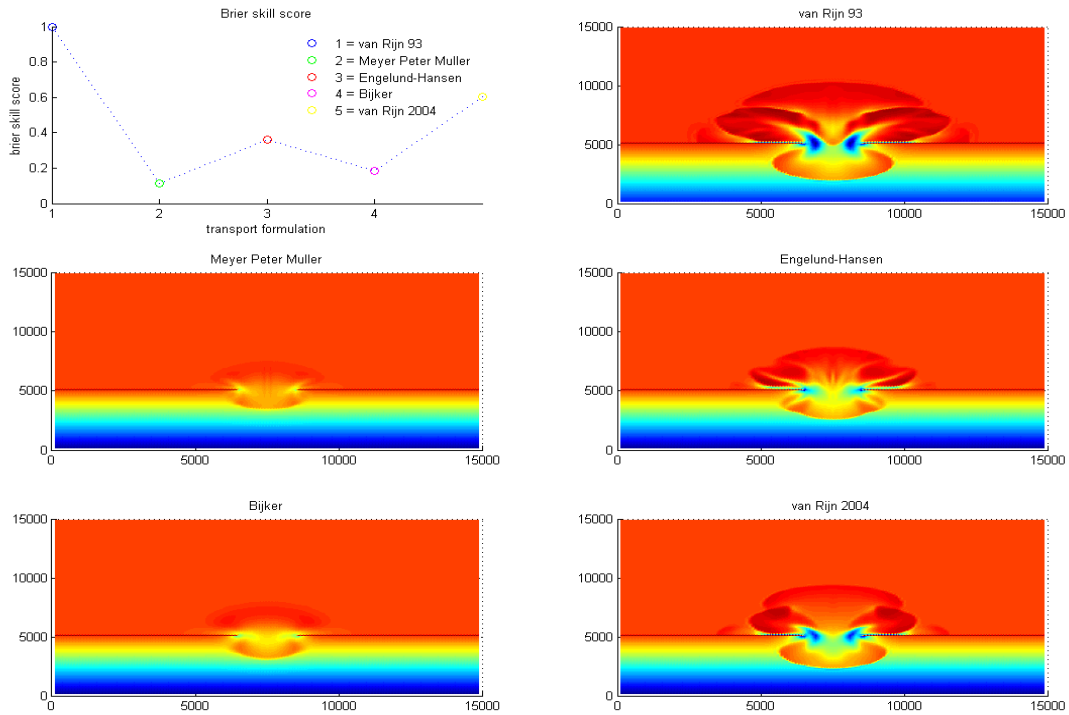 Brier skill score
brier skill score
1
0.8
0.6
0.4
0.2
0
1 2 3 4
transport formulation
1 = van Rijn 93
2 = Meyer Peter Muller
3 = Engelund-Hansen
4 = Bijker
5 = van Rijn 2004
van Rijn 93
15000
10000
5000
0
0 5000 10000 15000
Meyer Peter Muller
15000
10000
5000
0
0 5000 10000 15000
Engelund-Hansen
15000
10000
5000
0
0 5000 10000 15000
Bijker
15000
10000
5000
0
0 5000 10000 15000
van Rijn 2004
15000
10000
5000
0
0 5000 10000 15000